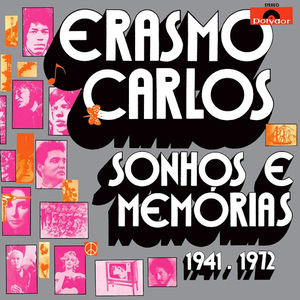 STEREO
Polydor
ERASMO
CARLOS
SONHOS E
MEMÓRIAS
1941. 1972